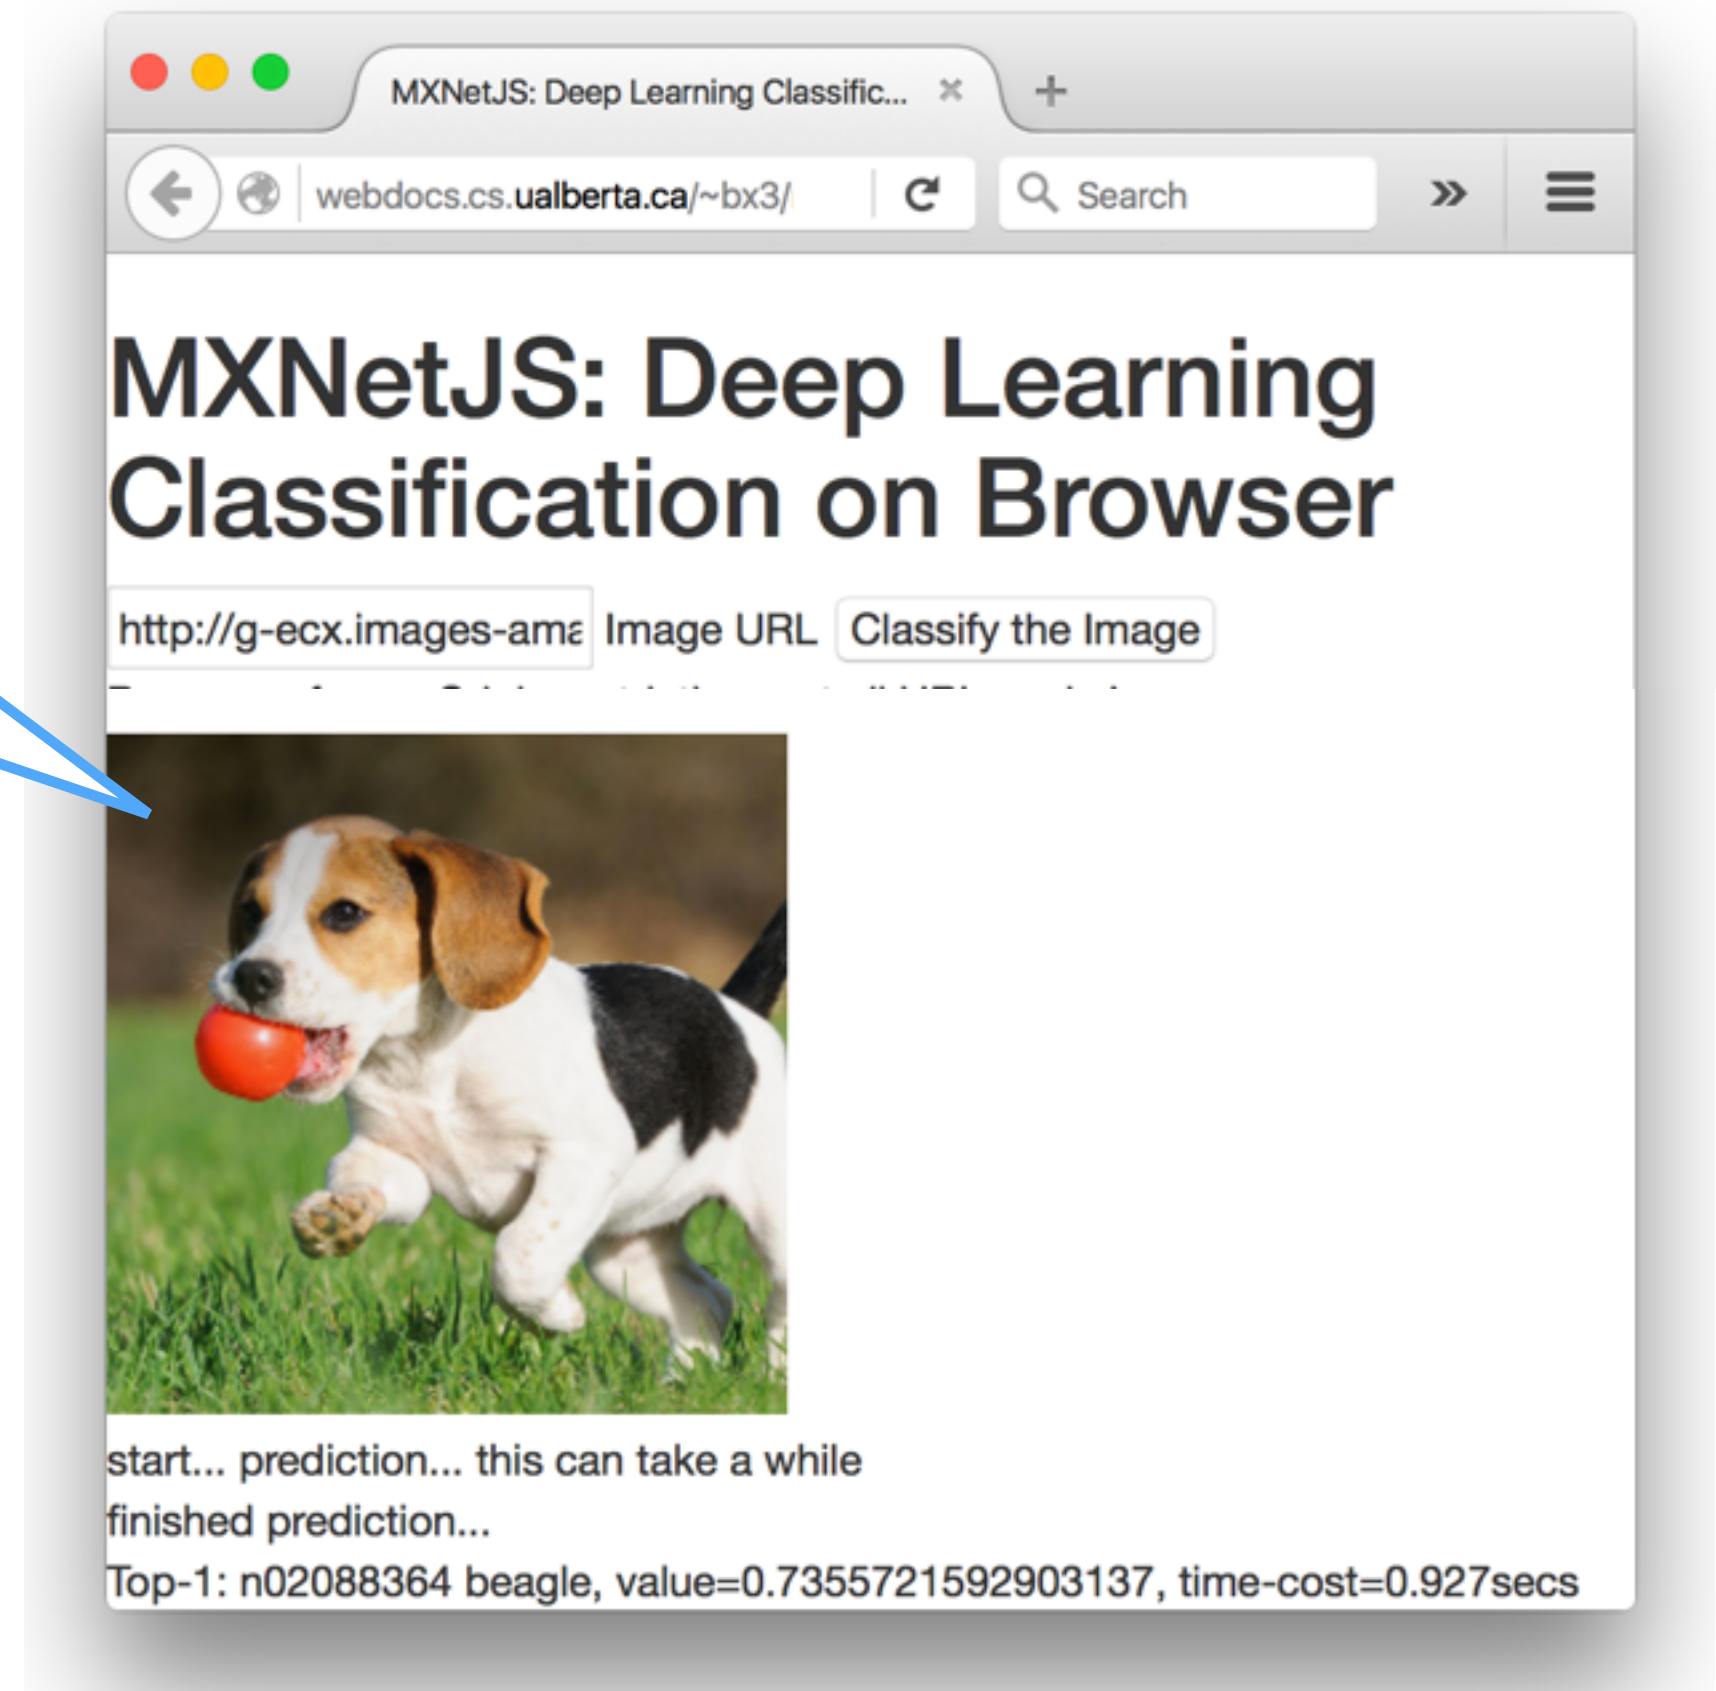 MXNetJS: Deep Learning Classific...
webdocs.cs.ualberta.ca/~bx3/
Search
MXNetJS: Deep Learning
Classification on Browser
http://g-ecx.images-ama Image URL Classify the Image
start... prediction... this can take a while
finished prediction...
Top-1: n02088364 beagle, value=0.7355721592903137, time-cost=0.927secs